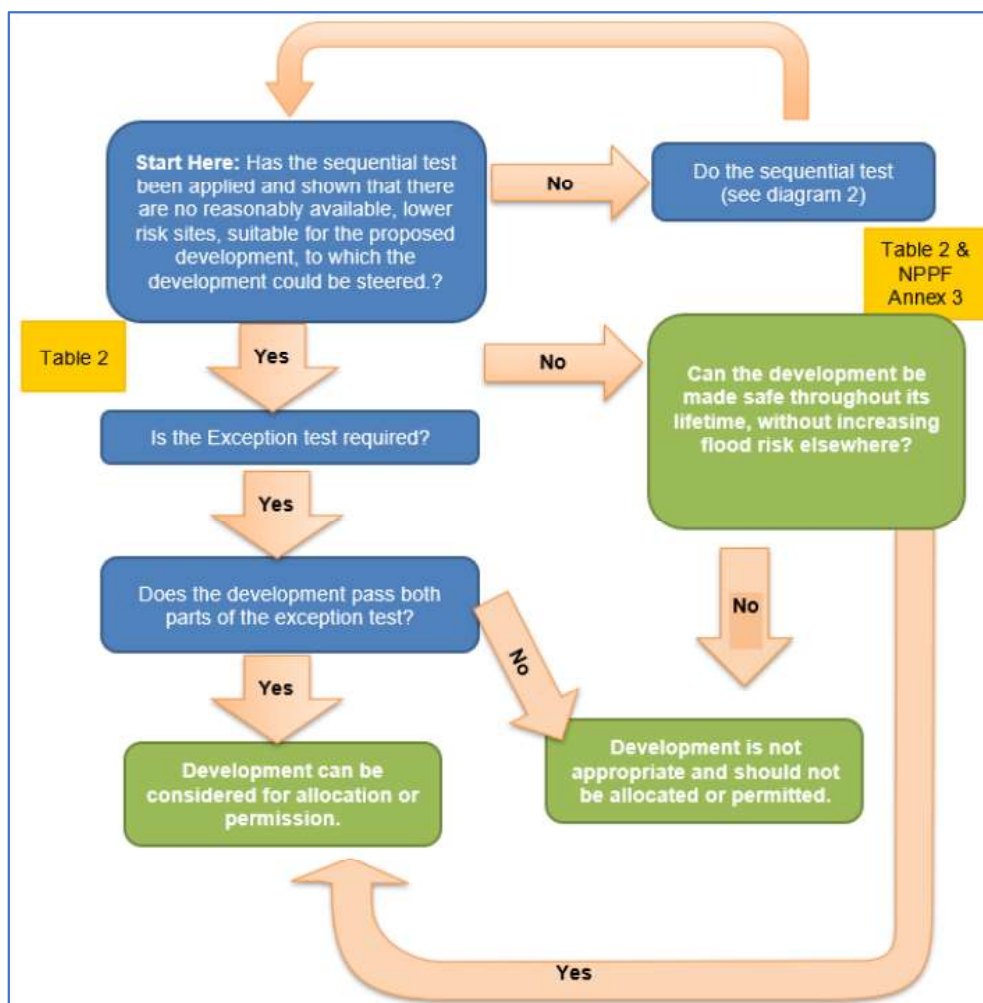 Start Here: Has the sequential test
been applied and shown that there
are no reasonably available, lower
risk sites, suitable for the proposed
development, to which the
development could be steered.?
No
Do the sequential test
(see diagram 2)
Table 2 &
NPPF
Annex 3
Table 2
Yes
No
Can the development be
made safe throughout its
lifetime, without increasing
flood risk elsewhere?
Is the Exception test required?
Yes
Does the development pass both
parts of the exception test?
No
No
Yes
Development can be
considered for allocation or
permission.
Development is not
appropriate and should not
be allocated or permitted.
Yes